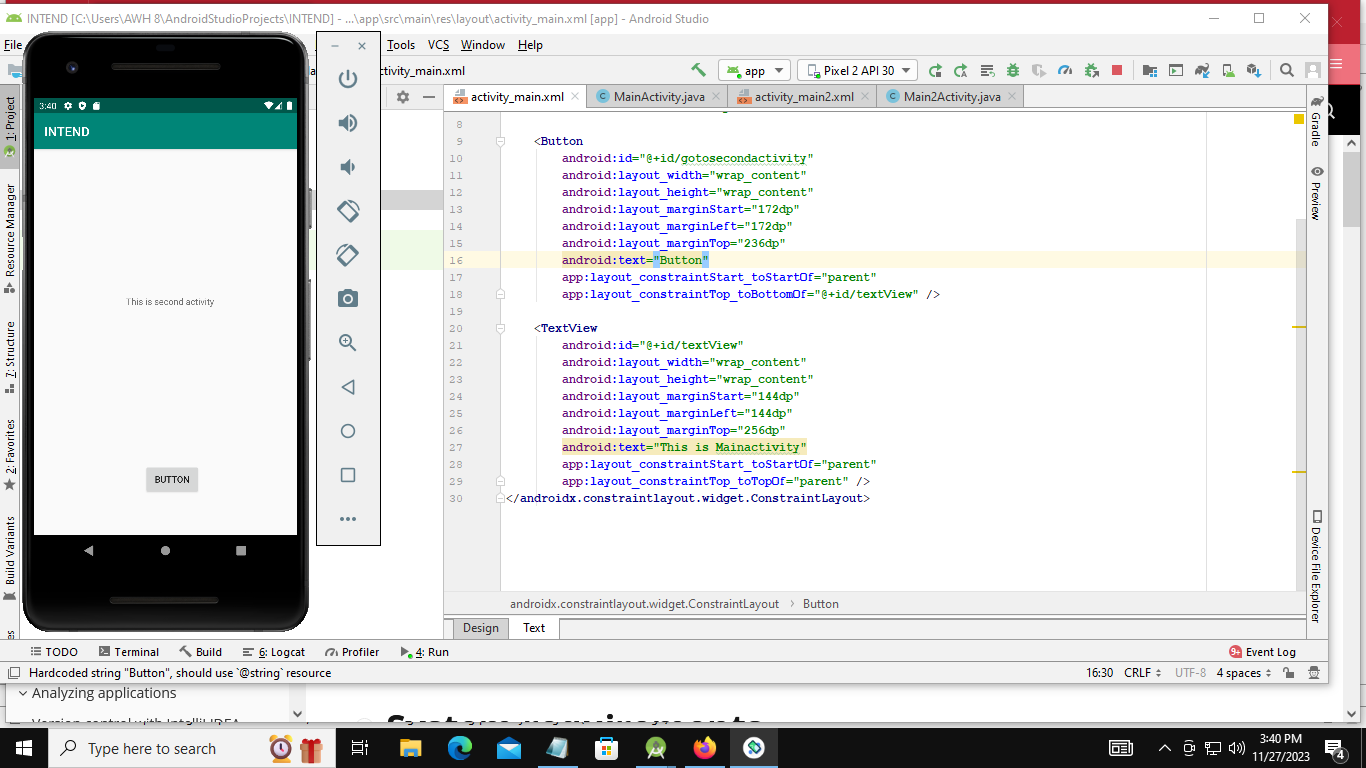 INTEND [C:\Users\AWH 8\AndroidStudioProjects\INTEND] - ...\app\src\main\res\layout\activity_main.xml [app] - Android Studio
File
Tools VCS Window Help
ctivity_main.xml
app
Pixel 2 API 30
activity_main.xml
MainActivity.java
activity_main2.xml
Main2Activity.java
1: Project
Resource Manager
7: Structure
2: Favorites
Build Variants
3:40
INTEND
This is second activity
BUTTON
8
9 <Button
10 android:id="@+id/gotosecondactivity"
11 android:layout_width="wrap_content"
12 android:layout_height="wrap_content"
13 android:layout_marginStart="172dp"
14 android:layout_marginLeft="172dp"
15 android:layout_marginTop="236dp"
16 android:text="Button"
17 app:layout_constraintStart_toStartOf="parent"
18 app:layout_constraintTop_toBottomOf="@+id/textView" />
19
20 <TextView
21 android:id="@+id/textView"
22 android:layout_width="wrap_content"
23 android:layout_height="wrap_content"
24 android:layout_marginStart="144dp"
25 android:layout_marginLeft="144dp"
26 android:layout_marginTop="256dp"
27 android:text="This is Mainactivity"
28 app:layout_constraintStart_toStartOf="parent"
29 app:layout_constraintTop_toTopOf="parent" />
30 </androidx.constraintlayout.widget.ConstraintLayout>
Gradle
Preview
Device File Explorer
androidx.constraintlayout.widget.ConstraintLayout › Button
Design Text
TODO Terminal Build 6: Logcat Profiler 4: Run
9+ Event Log
Hardcoded string "Button", should use `@string` resource
16:30 CRLF UTF-8 4 spaces
Analyzing applications
Type here to search
3:40 PM
11/27/2023
4